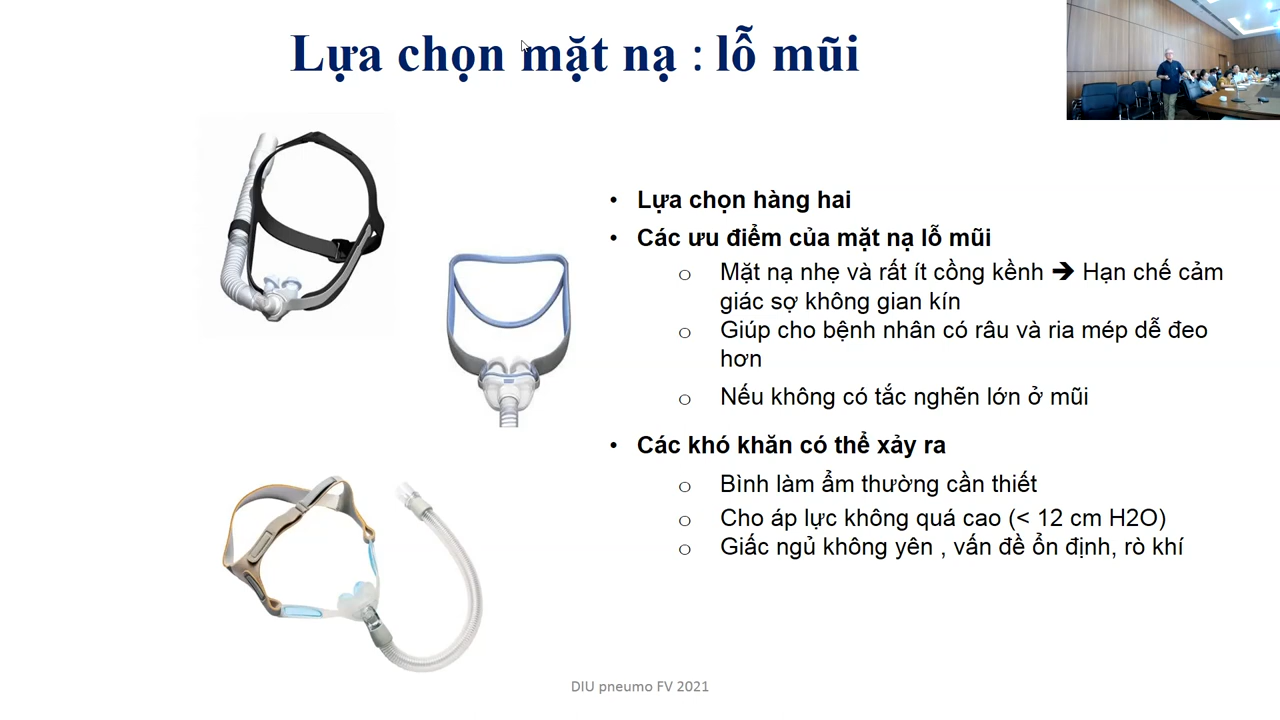 Lựa chọn mặt nạ : lỗ mũi
• Lựa chọn hàng hai
• Các ưu điểm của mặt nạ lỗ mũi
o Mặt nạ nhẹ và rất ít cồng kềnh ➔ Hạn chế cảm
giác sợ không gian kín
o Giúp cho bệnh nhân có râu và ria mép dễ đeo
hơn
o Nếu không có tắc nghẽn lớn ở mũi
• Các khó khăn có thể xảy ra
o Bình làm ẩm thường cần thiết
o Cho áp lực không quá cao (< 12 cm H2O)
o Giấc ngủ không yên , vấn đề ổn định, rò khí
DIU pneumo FV 2021